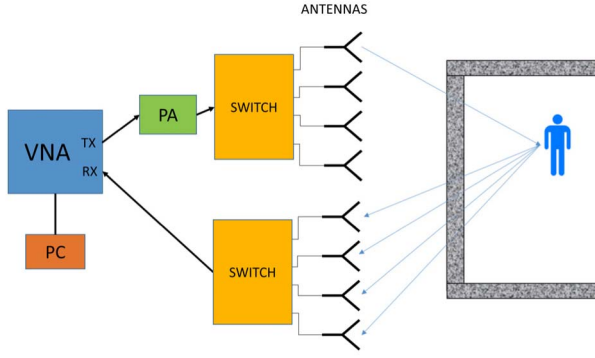 ANTENNAS
PA
SWITCH
VNA
TX
RX
PC
SWITCH